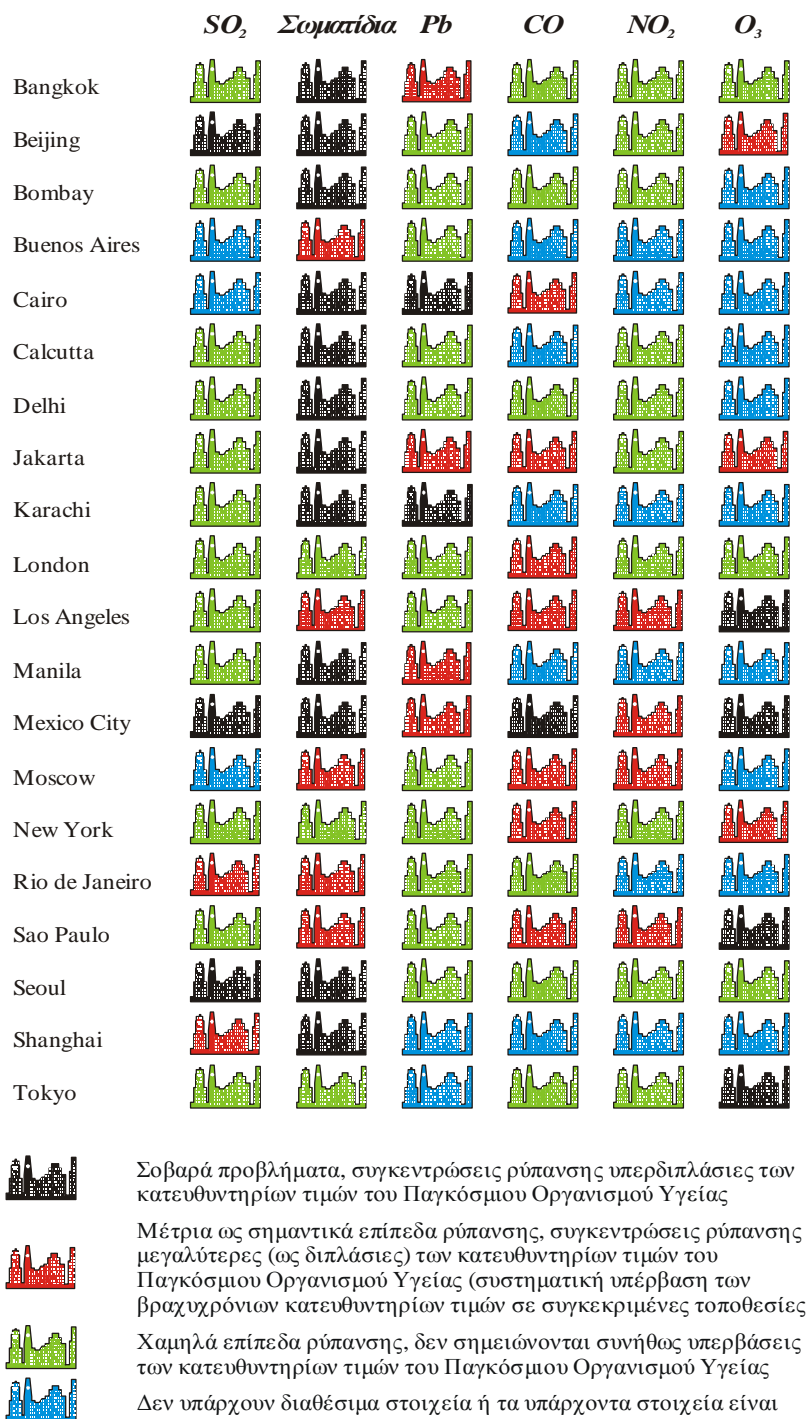 SO₂ Σωματίδια Pb CO NO₂ O₃
Bangkok
Beijing
Bombay
Buenos Aires
Cairo
Calcutta
Delhi
Jakarta
Karachi
London
Los Angeles
Manila
Mexico City
Moscow
New York
Rio de Janeiro
Sao Paulo
Seoul
Shanghai
Tokyo
Σοβαρά προβλήματα, συγκεντρώσεις ρύπανσης υπερδιπλάσιες των
κατευθυντηρίων τιμών του Παγκόσμιου Οργανισμού Υγείας
Μέτρια ως σημαντικά επίπεδα ρύπανσης, συγκεντρώσεις ρύπανσης
μεγαλύτερες (ως διπλάσιες) των κατευθυντηρίων τιμών του
Παγκόσμιου Οργανισμού Υγείας (συστηματική υπέρβαση των
βραχυχρόνιων κατευθυντηρίων τιμών σε συγκεκριμένες τοποθεσίες
Χαμηλά επίπεδα ρύπανσης, δεν σημειώνονται συνήθως υπερβάσεις
των κατευθυντηρίων τιμών του Παγκόσμιου Οργανισμού Υγείας
Δεν υπάρχουν διαθέσιμα στοιχεία ή τα υπάρχοντα στοιχεία είναι